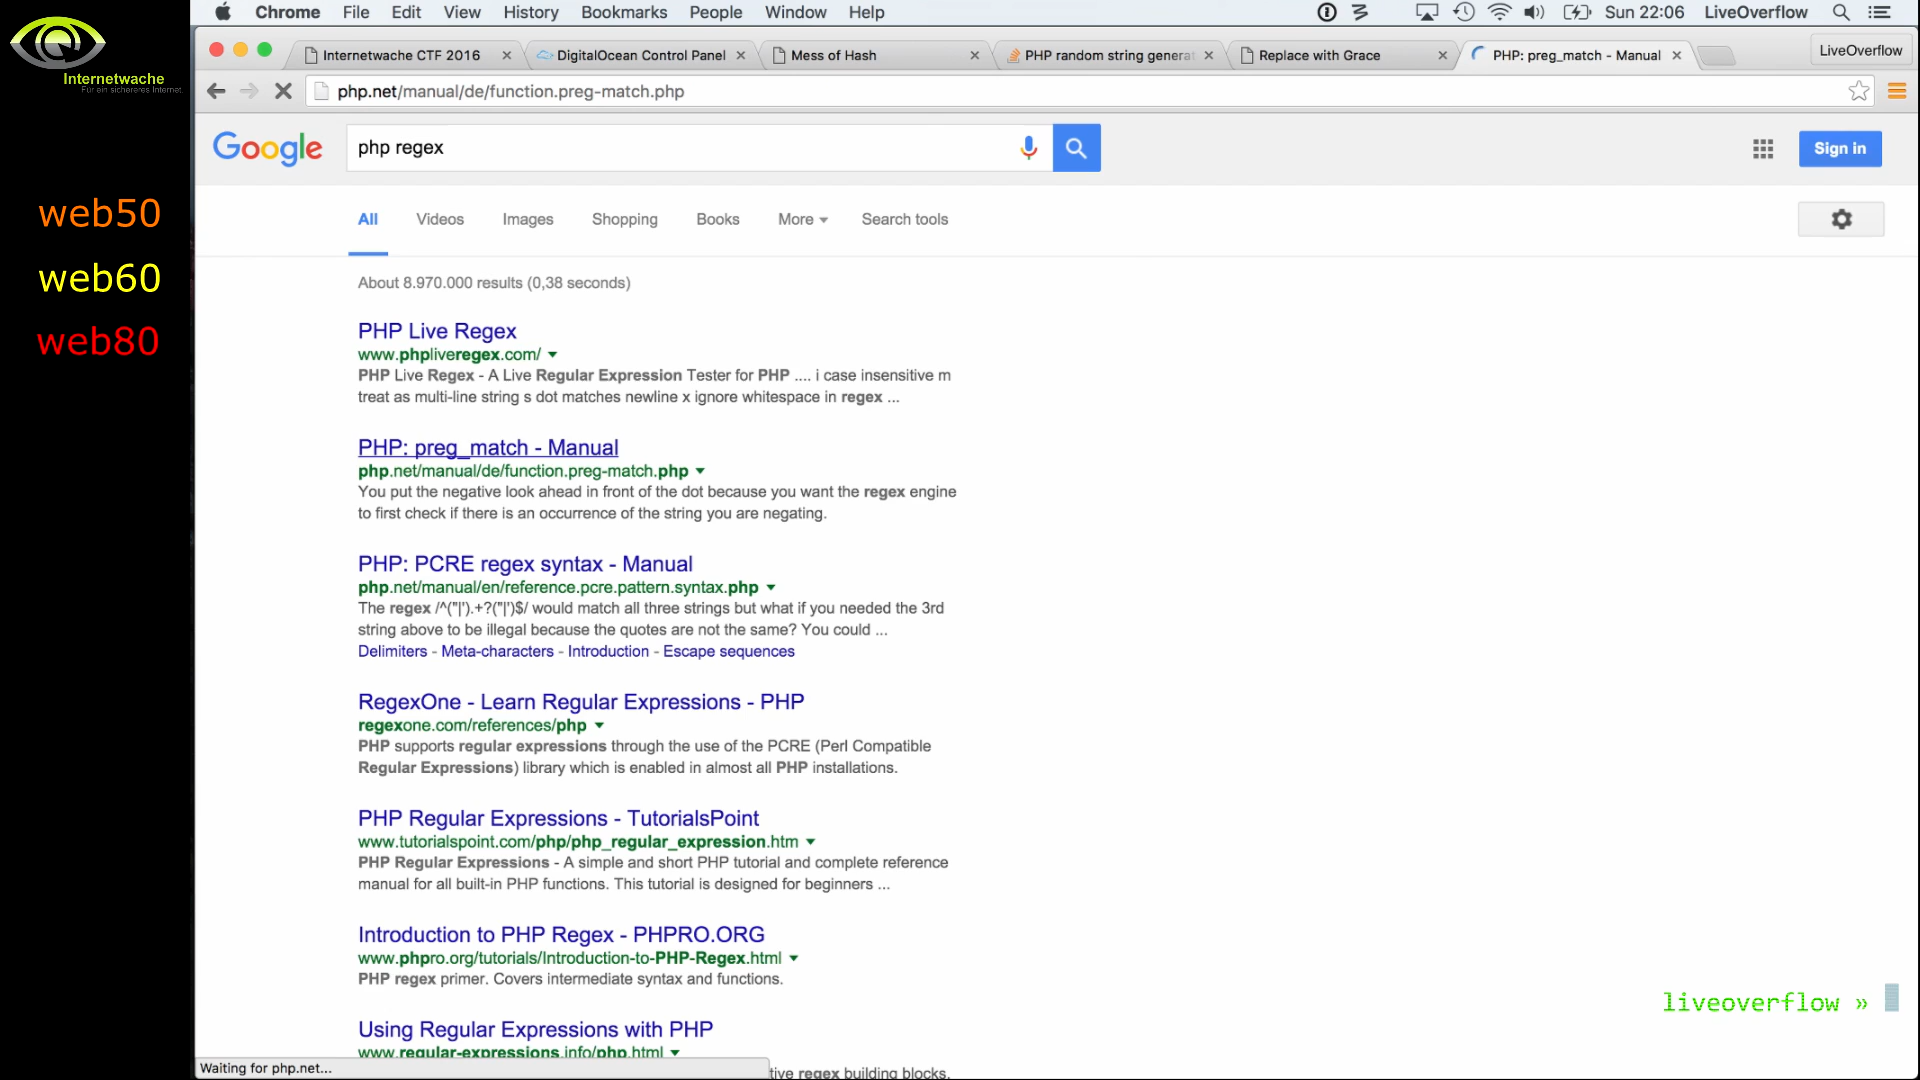 Chrome File Edit View History Bookmarks People Window Help Sun 22:06 LiveOverflow
Internetwache
Für ein sichereres Internet.
Internetwache CTF 2016 DigitalOcean Control Panel Mess of Hash PHP random string generat Replace with Grace PHP: preg_match - Manual LiveOverflow
php.net/manual/de/function.preg-match.php
Google php regex Sign in
web50
web60
web80
All Videos Images Shopping Books More Search tools
About 8.970.000 results (0,38 seconds)
PHP Live Regex
www.phpliveregex.com/
PHP Live Regex - A Live Regular Expression Tester for PHP .... i case insensitive m
treat as multi-line string s dot matches newline x ignore whitespace in regex ...
PHP: preg_match - Manual
php.net/manual/de/function.preg-match.php
You put the negative look ahead in front of the dot because you want the regex engine
to first check if there is an occurrence of the string you are negating.
PHP: PCRE regex syntax - Manual
php.net/manual/en/reference.pcre.pattern.syntax.php
The regex /^("|').+?("|')$/ would match all three strings but what if you needed the 3rd
string above to be illegal because the quotes are not the same? You could ...
Delimiters - Meta-characters - Introduction - Escape sequences
RegexOne - Learn Regular Expressions - PHP
regexone.com/references/php
PHP supports regular expressions through the use of the PCRE (Perl Compatible
Regular Expressions) library which is enabled in almost all PHP installations.
PHP Regular Expressions - TutorialsPoint
www.tutorialspoint.com/php/php_regular_expression.htm
PHP Regular Expressions - A simple and short PHP tutorial and complete reference
manual for all built-in PHP functions. This tutorial is designed for beginners ...
Introduction to PHP Regex - PHPRO.ORG
www.phpro.org/tutorials/Introduction-to-PHP-Regex.html
PHP regex primer. Covers intermediate syntax and functions.
liveoverflow »
Using Regular Expressions with PHP
www.regular-expressions.info/php.html
Waiting for php.net...
tive regex building blocks.